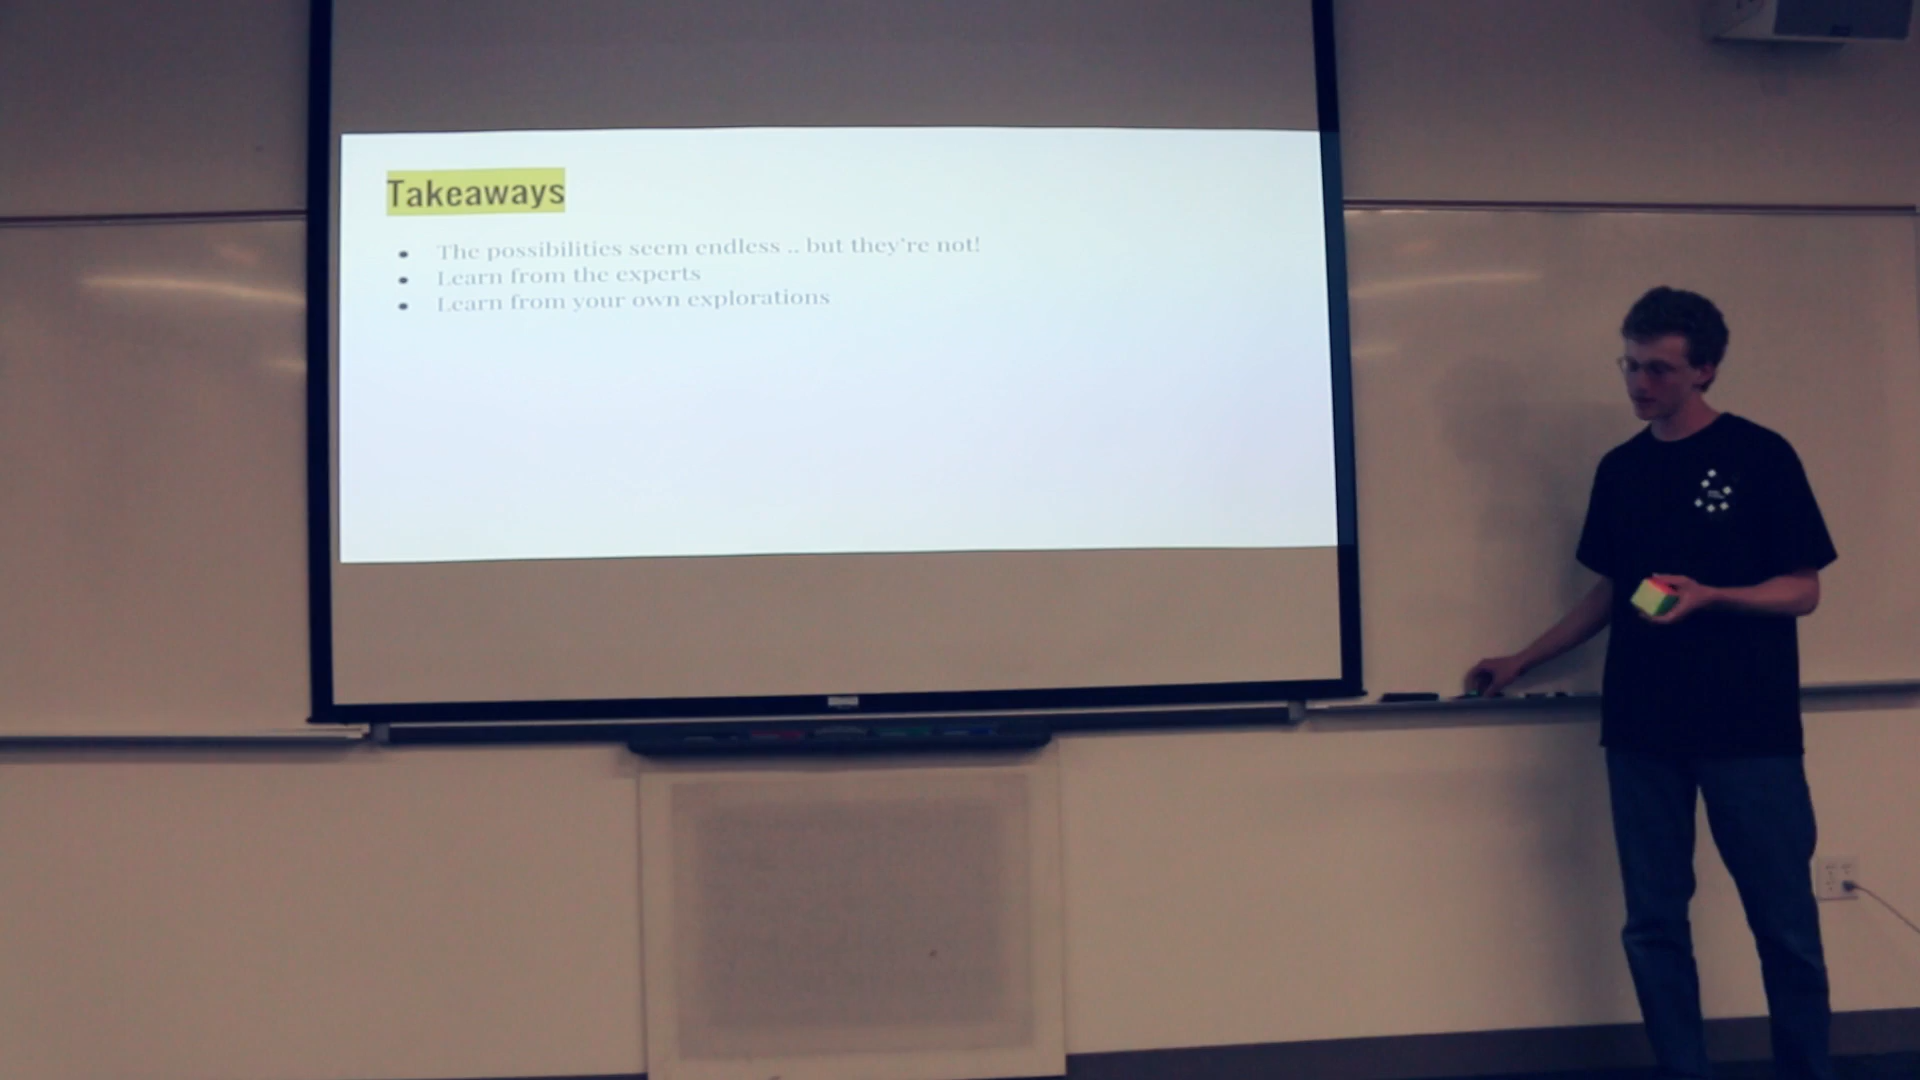 Takeaways
The possibilities seem endless .. but they're not!
Learn from the experts
Learn from your own explorations